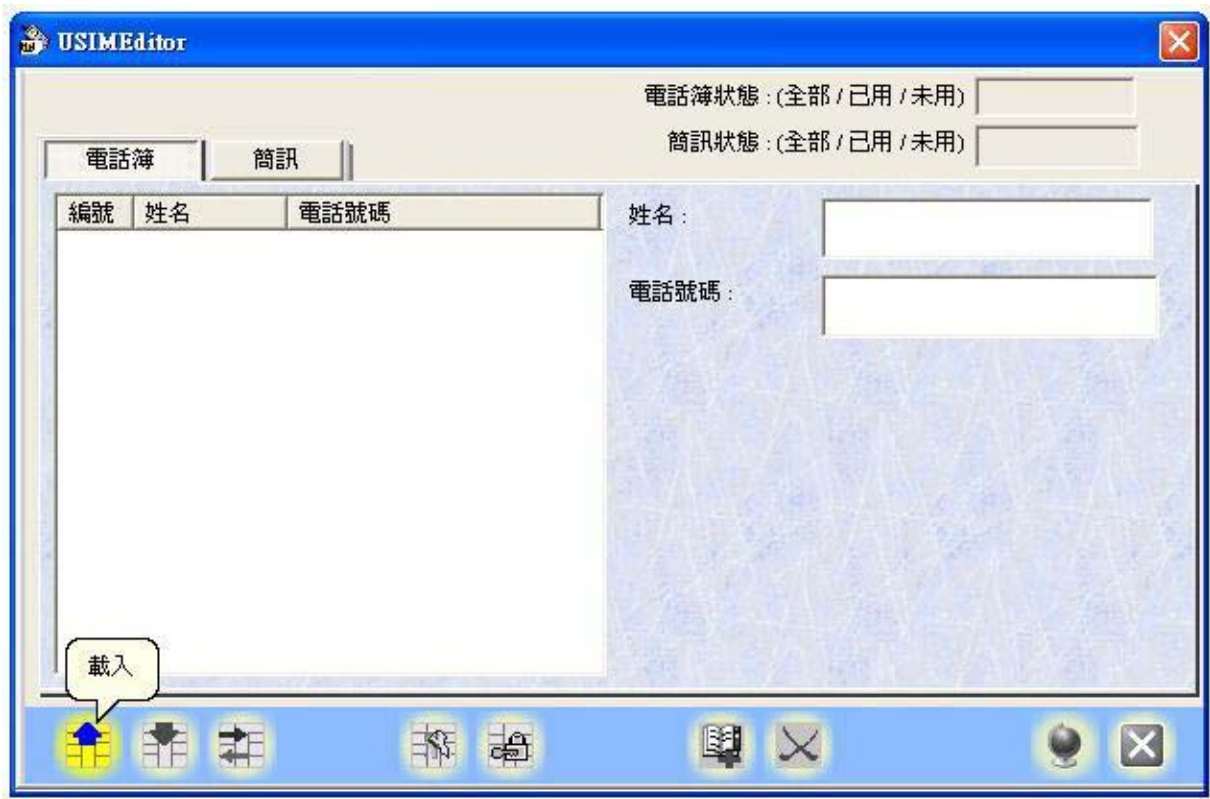 USIMEditor
電話簿狀態 : (全部 / 已用 / 未用)
簡訊狀態 : (全部 / 已用 / 未用)
電話簿 簡訊
編號 姓名 電話號碼
姓名 :
電話號碼 :
載入